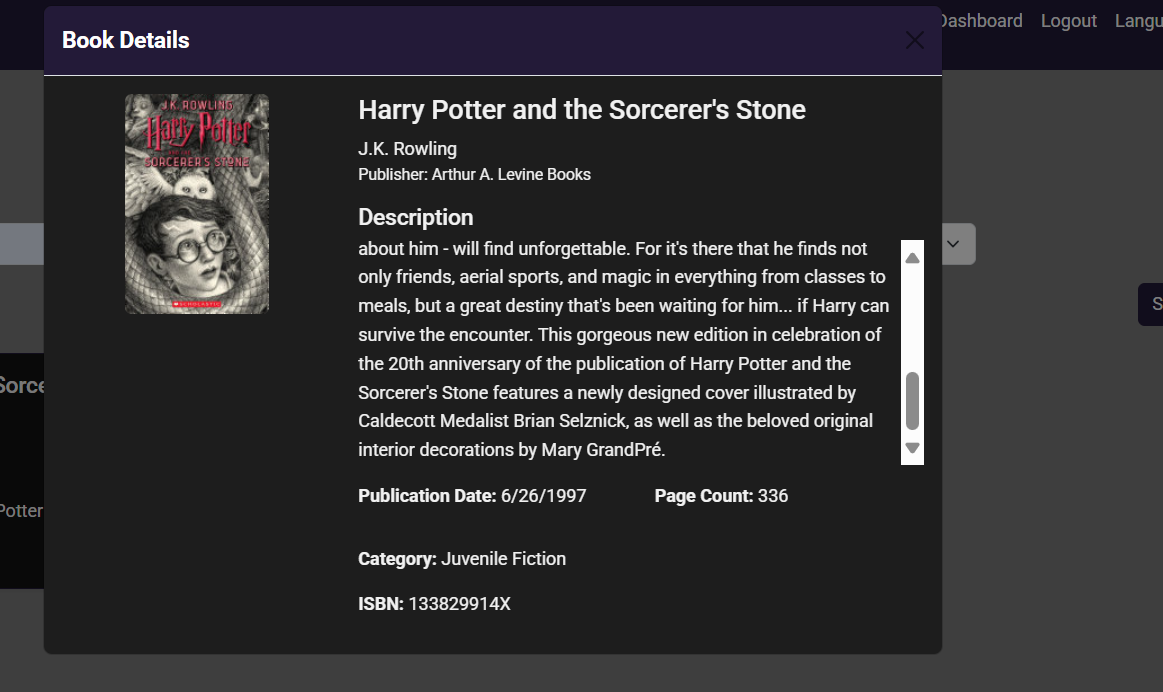 Dashboard Logout Langu
Book Details
J.K. ROWLING
Harry Potter
AND THE
SORCERER'S STONE
SCHOLASTIC
Harry Potter and the Sorcerer's Stone
J.K. Rowling
Publisher: Arthur A. Levine Books
Description
about him - will find unforgettable. For it's there that he finds not
only friends, aerial sports, and magic in everything from classes to
meals, but a great destiny that's been waiting for him... if Harry can
survive the encounter. This gorgeous new edition in celebration of
the 20th anniversary of the publication of Harry Potter and the
Sorcerer's Stone features a newly designed cover illustrated by
Caldecott Medalist Brian Selznick, as well as the beloved original
interior decorations by Mary GrandPré.
S
Sorce
Potter
Publication Date: 6/26/1997 Page Count: 336
Category: Juvenile Fiction
ISBN: 133829914X